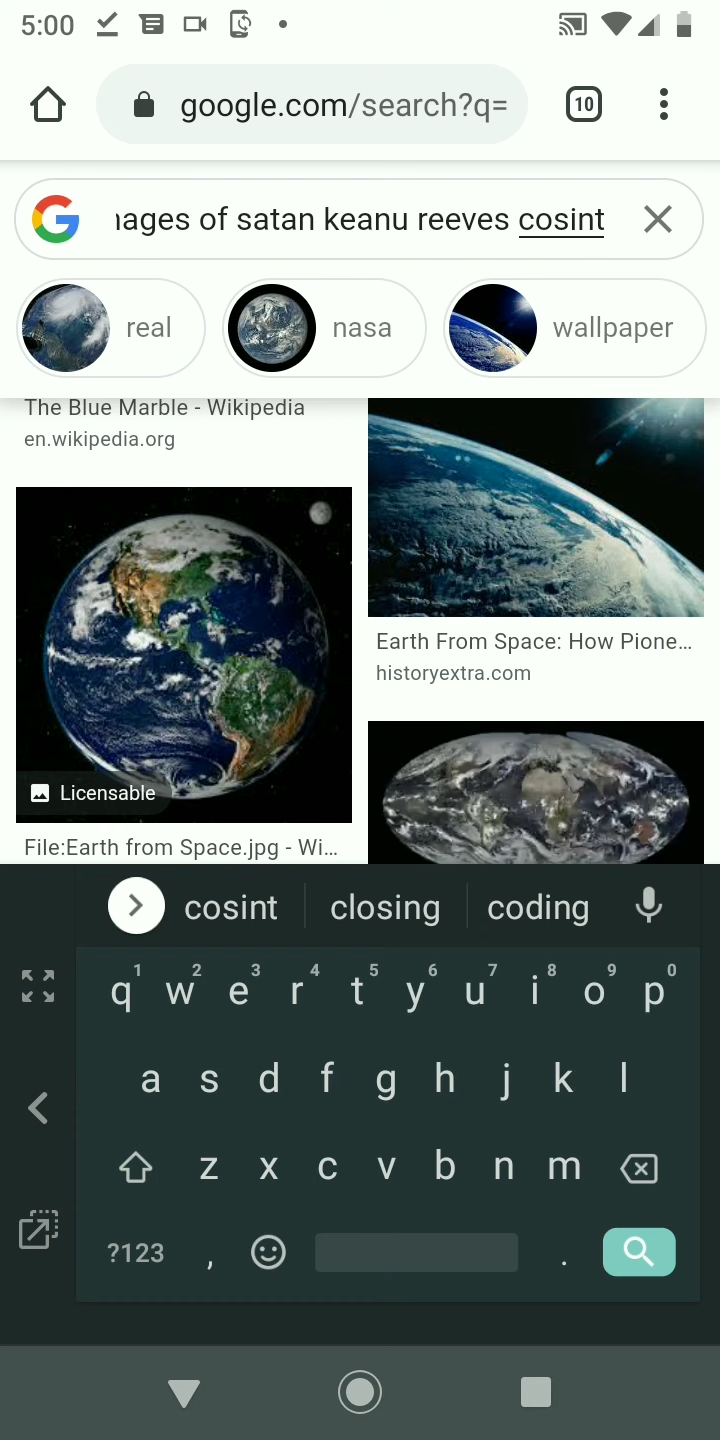 5:00
google.com/search?q=
10
nages of satan keanu reeves cosint
real
nasa
wallpaper
The Blue Marble - Wikipedia
en.wikipedia.org
Earth From Space: How Pione...
historyextra.com
Licensable
File:Earth from Space.jpg - Wi...
cosint
closing
coding
1 2 3 4 5 6 7 8 9 0
q w e r t y u i o p
a s d f g h j k l
z x c v b n m
?123 , .